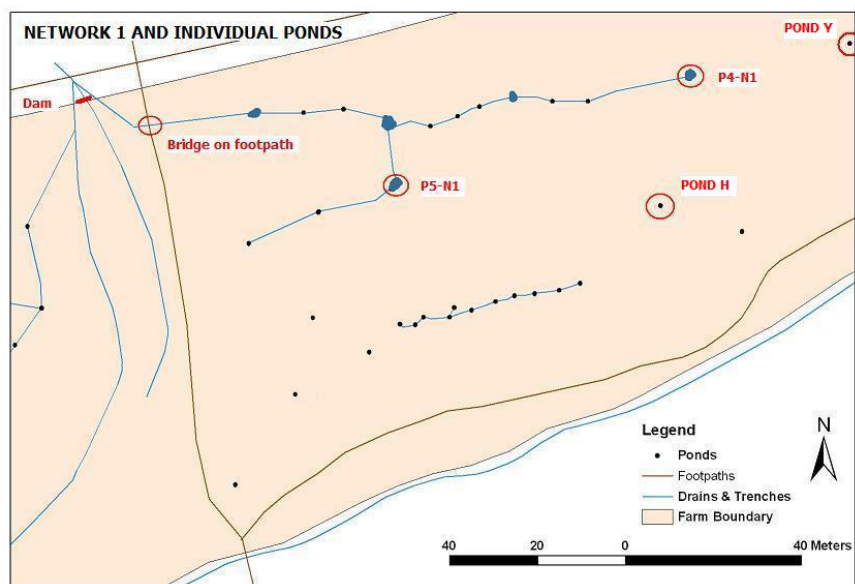 NETWORK 1 AND INDIVIDUAL PONDS
POND Y
P4-N1
Dam
Bridge on footpath
P5-N1
POND H
N
Legend
Ponds
Footpaths
Drains & Trenches
Farm Boundary
40 20 0 40 Meters